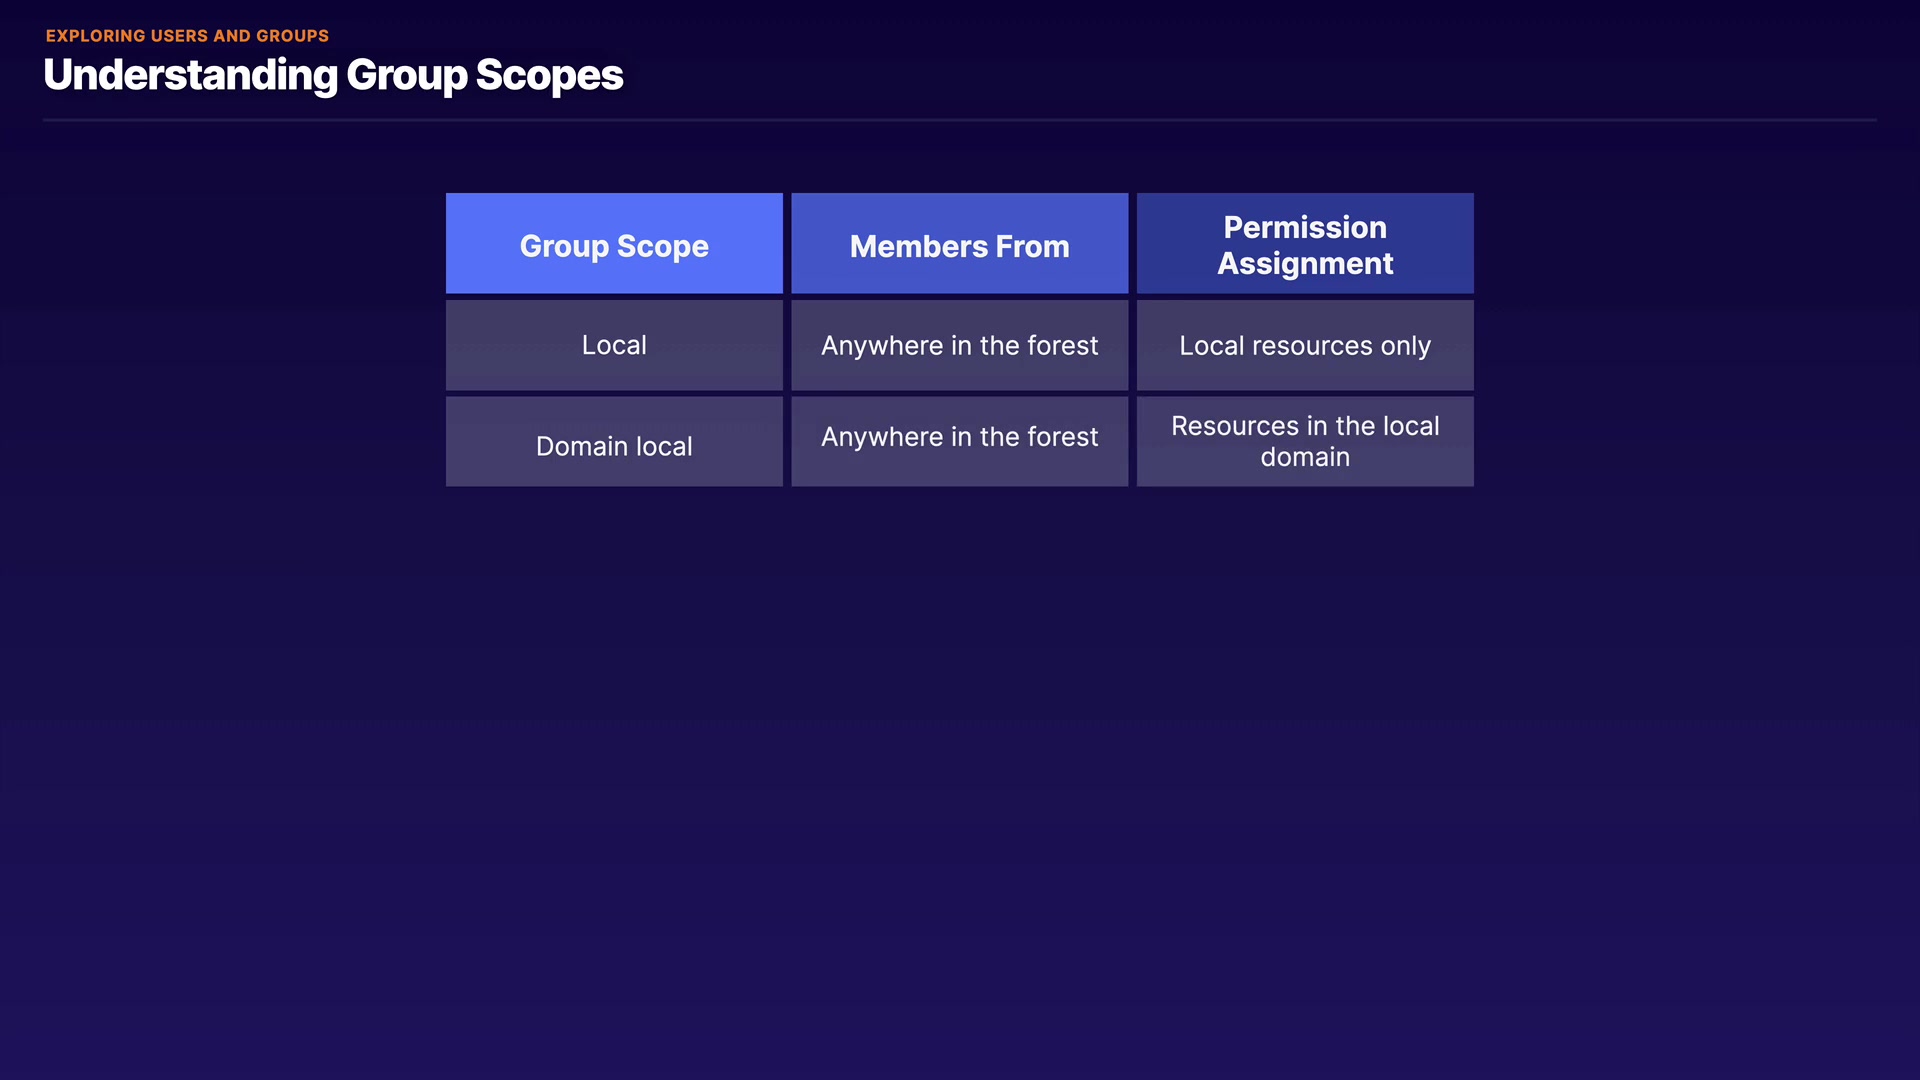 EXPLORING USERS AND GROUPS
Understanding Group Scopes
Group Scope
Members From
Permission
Assignment
Local
Anywhere in the forest
Local resources only
Domain local
Anywhere in the forest
Resources in the local
domain